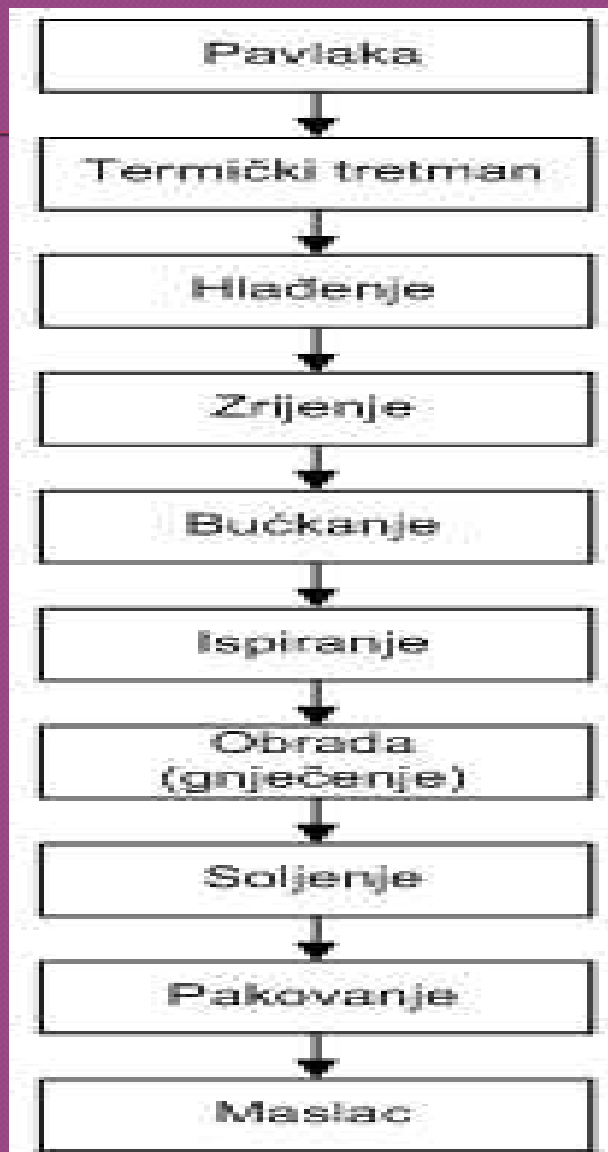 Pavlaka
Termički tretman
Hlađenje
Zrijenje
Bućkanje
Ispiranje
Obrada
(gnječenje)
Soljenje
Pakovanje
Maslac